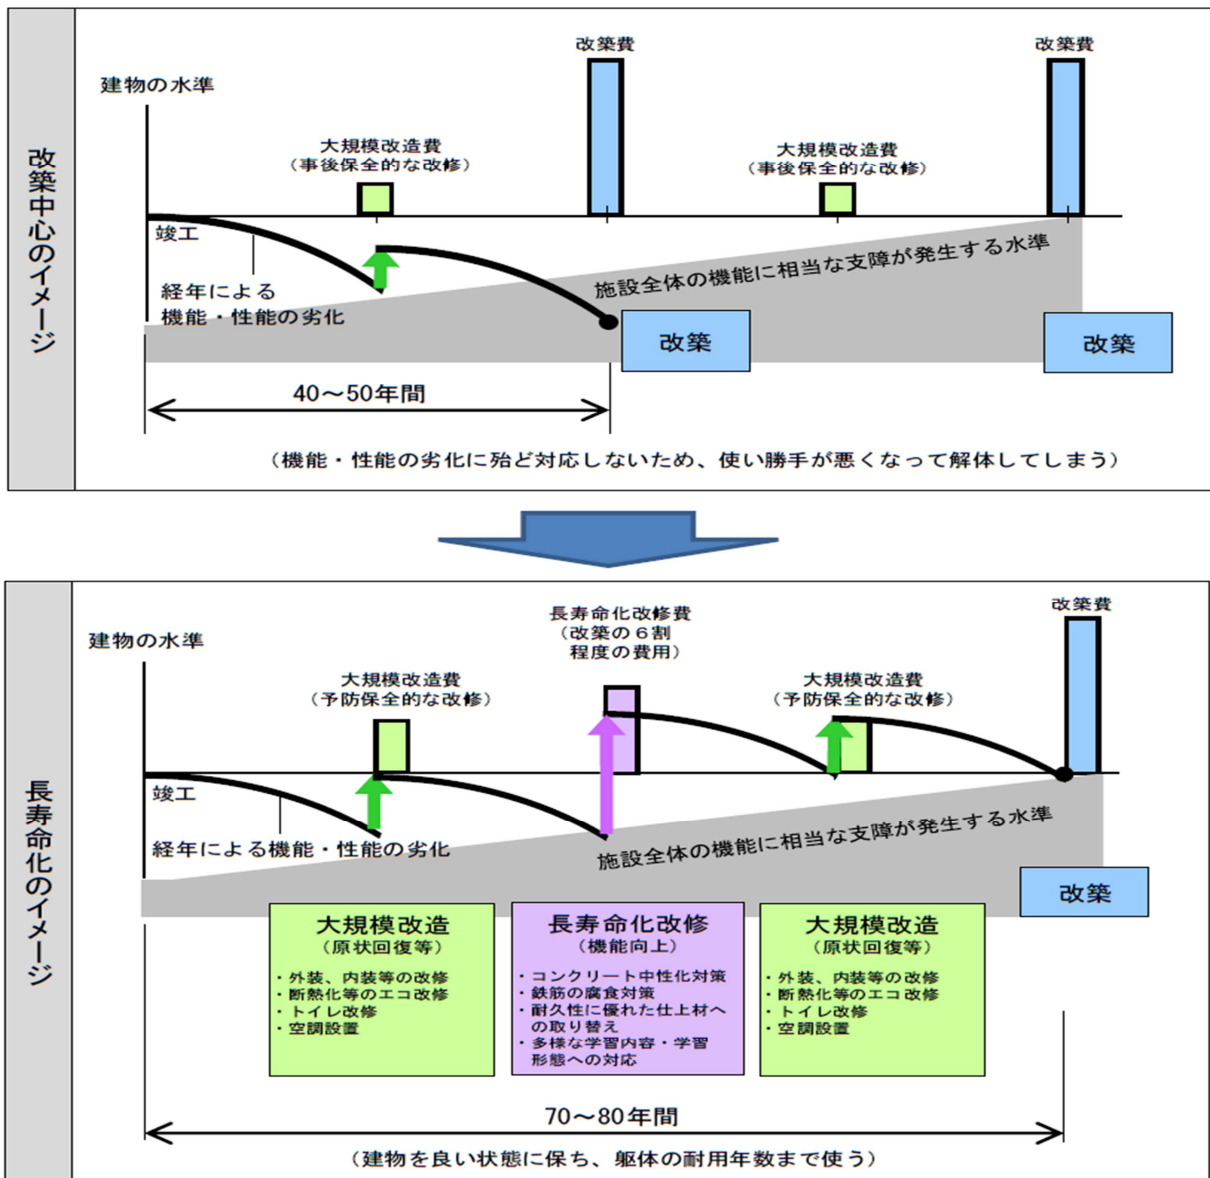 改築中心のイメージ
建物の水準
大規模改造費
（事後保全的な改修）
改築費
大規模改造費
（事後保全的な改修）
改築費
竣工
経年による
機能・性能の劣化
施設全体の機能に相当な支障が発生する水準
改築
改築
40～50年間
（機能・性能の劣化に殆ど対応しないため、使い勝手が悪くなって解体してしまう）
長寿命化のイメージ
建物の水準
大規模改造費
（予防保全的な改修）
長寿命化改修費
（改築の６割
程度の費用）
大規模改造費
（予防保全的な改修）
改築費
竣工
経年による機能・性能の劣化
施設全体の機能に相当な支障が発生する水準
改築
大規模改造
（原状回復等）
・外装、内装等の改修
・断熱化等のエコ改修
・トイレ改修
・空調設置
長寿命化改修
（機能向上）
・コンクリート中性化対策
・鉄筋の腐食対策
・耐久性に優れた仕上材へ
の取り替え
・多様な学習内容・学習
形態への対応
大規模改造
（原状回復等）
・外装、内装等の改修
・断熱化等のエコ改修
・トイレ改修
・空調設置
70～80年間
（建物を良い状態に保ち、躯体の耐用年数まで使う）